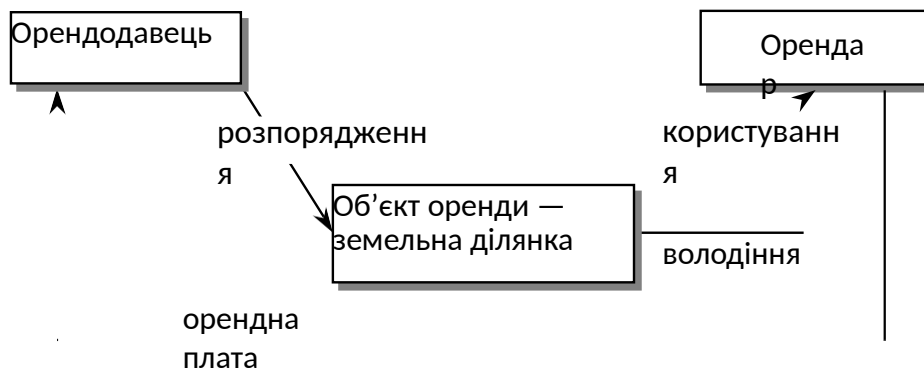 Орендодавець
Оренда
р
розпорядженн
я
користуванн
я
Об’єкт оренди —
земельна ділянка
володіння
орендна
плата